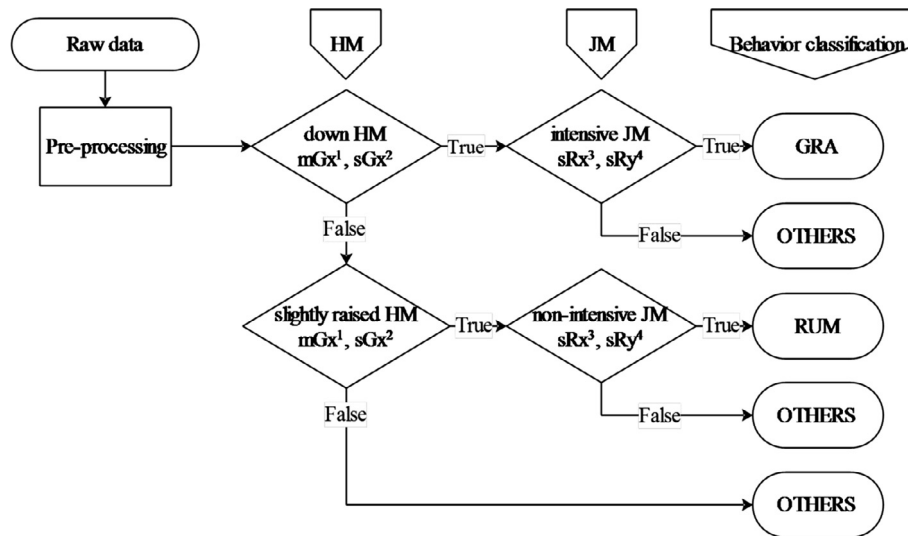 Raw data
HM
JM
Behavior classification
Pre-processing
down HM
mGx¹, sGx²
True
intensive JM
sRx³, sRy⁴
True
GRA
False
False
OTHERS
slightly raised HM
mGx¹, sGx²
True
non-intensive JM
sRx³, sRy⁴
True
RUM
False
False
OTHERS
OTHERS